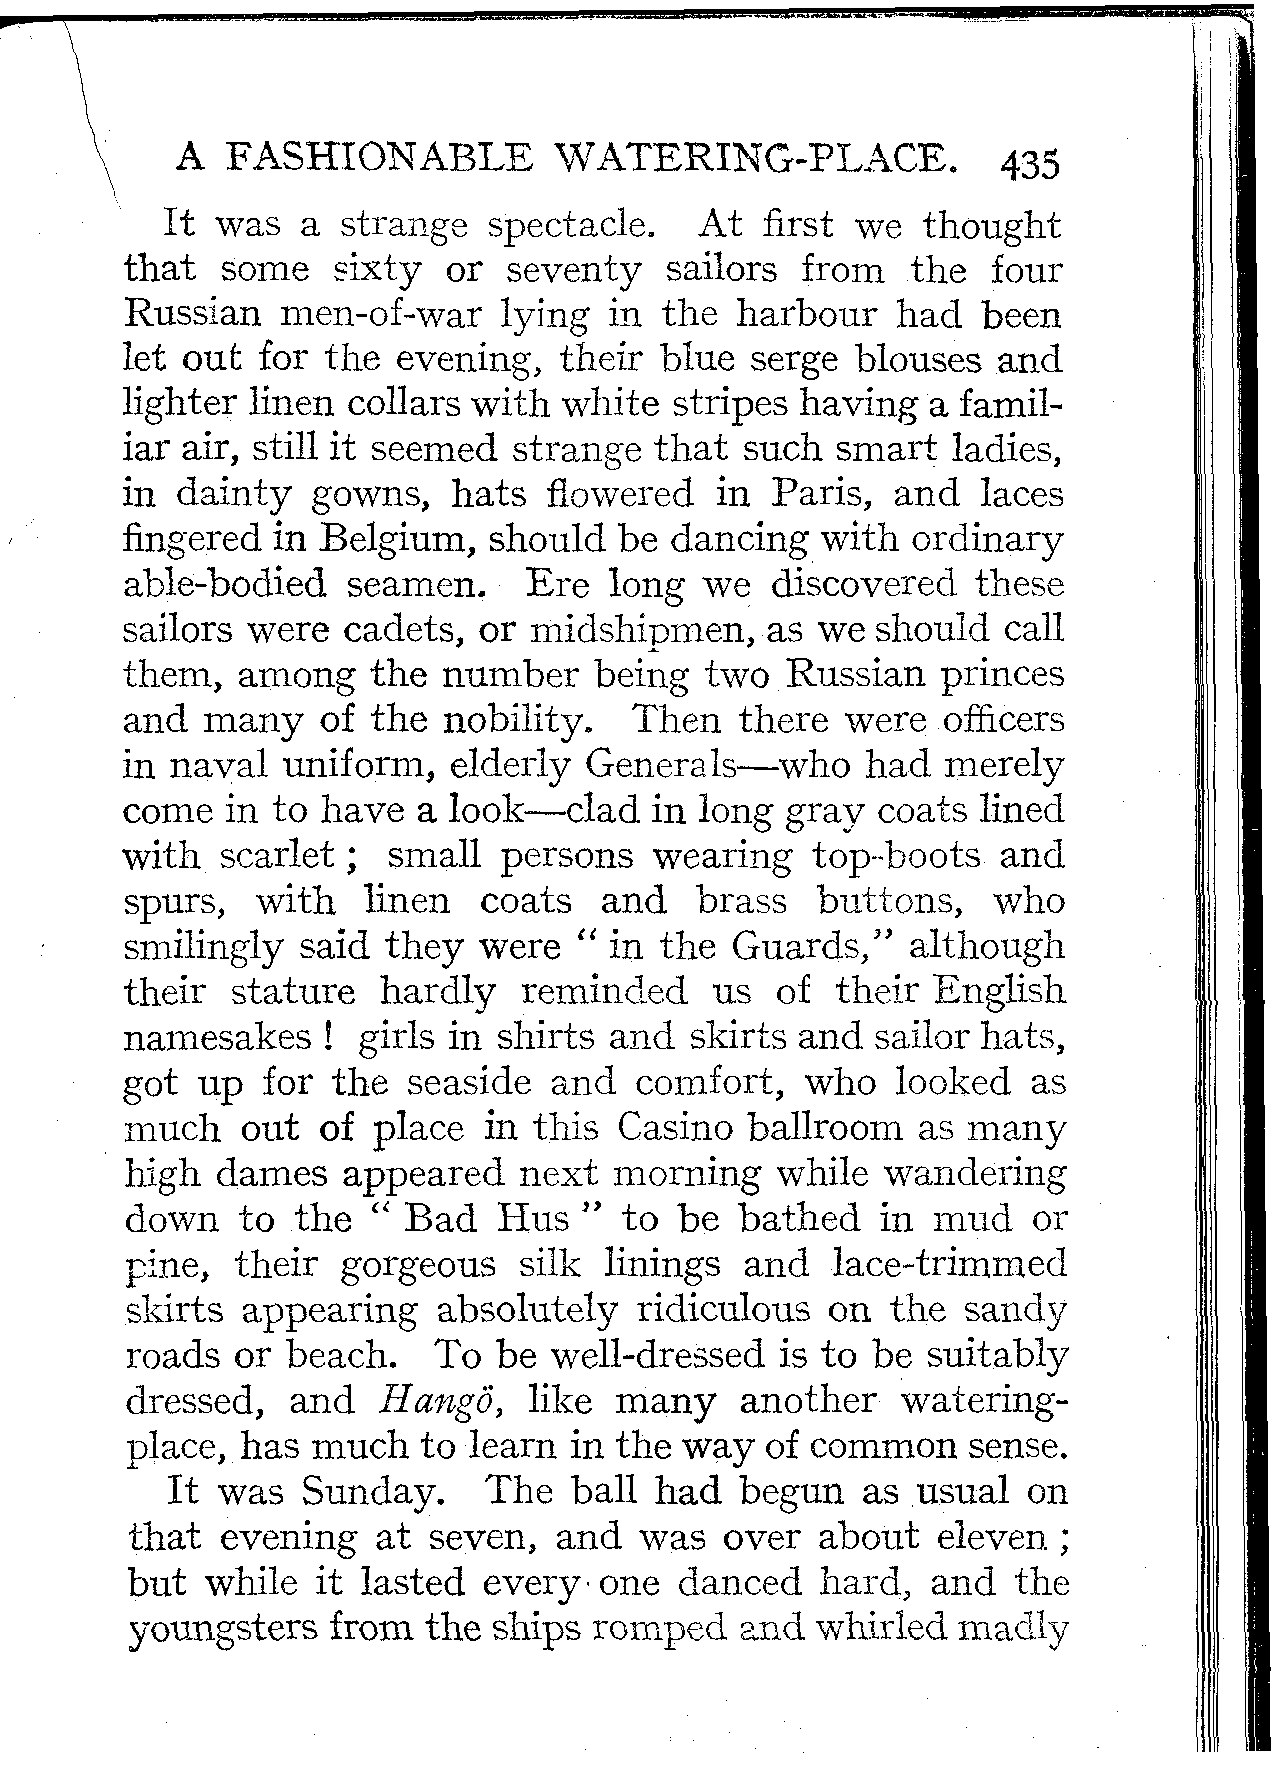 A FASHIONABLE WATERING-PLACE. 435
It was a strange spectacle. At first we thought
that some sixty or seventy sailors from the four
Russian men-of-war lying in the harbour had been
let out for the evening, their blue serge blouses and
lighter linen collars with white stripes having a famil-
iar air, still it seemed strange that such smart ladies,
in dainty gowns, hats flowered in Paris, and laces
fingered in Belgium, should be dancing with ordinary
able-bodied seamen. Ere long we discovered these
sailors were cadets, or midshipmen, as we should call
them, among the number being two Russian princes
and many of the nobility. Then there were officers
in naval uniform, elderly Generals—who had merely
come in to have a look—clad in long gray coats lined
with scarlet ; small persons wearing top-boots and
spurs, with linen coats and brass buttons, who
smilingly said they were “ in the Guards,” although
their stature hardly reminded us of their English
namesakes ! girls in shirts and skirts and sailor hats,
got up for the seaside and comfort, who looked as
much out of place in this Casino ballroom as many
high dames appeared next morning while wandering
down to the “ Bad Hus ” to be bathed in mud or
pine, their gorgeous silk linings and lace-trimmed
skirts appearing absolutely ridiculous on the sandy
roads or beach. To be well-dressed is to be suitably
dressed, and Hangö, like many another watering-
place, has much to learn in the way of common sense.
It was Sunday. The ball had begun as usual on
that evening at seven, and was over about eleven ;
but while it lasted every one danced hard, and the
youngsters from the ships romped and whirled madly